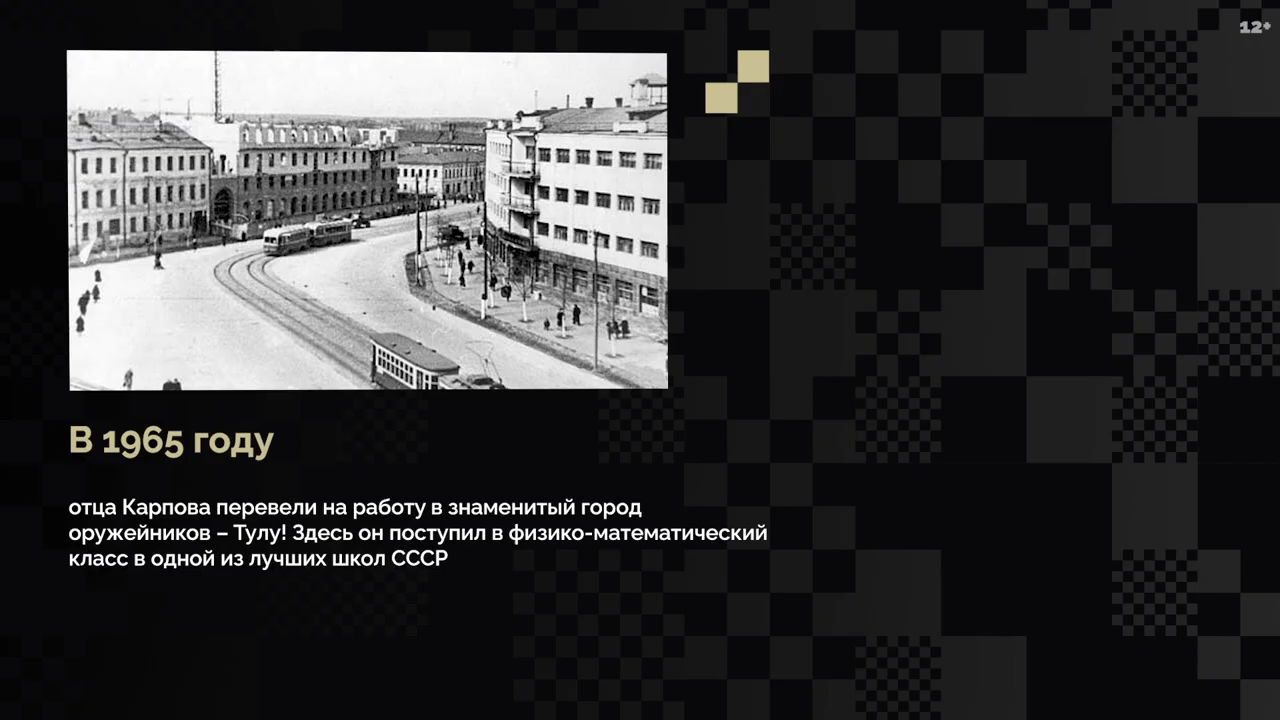 12+
В 1965 году
отца Карпова перевели на работу в знаменитый город
оружейников – Тулу! Здесь он поступил в физико-математический
класс в одной из лучших школ СССР